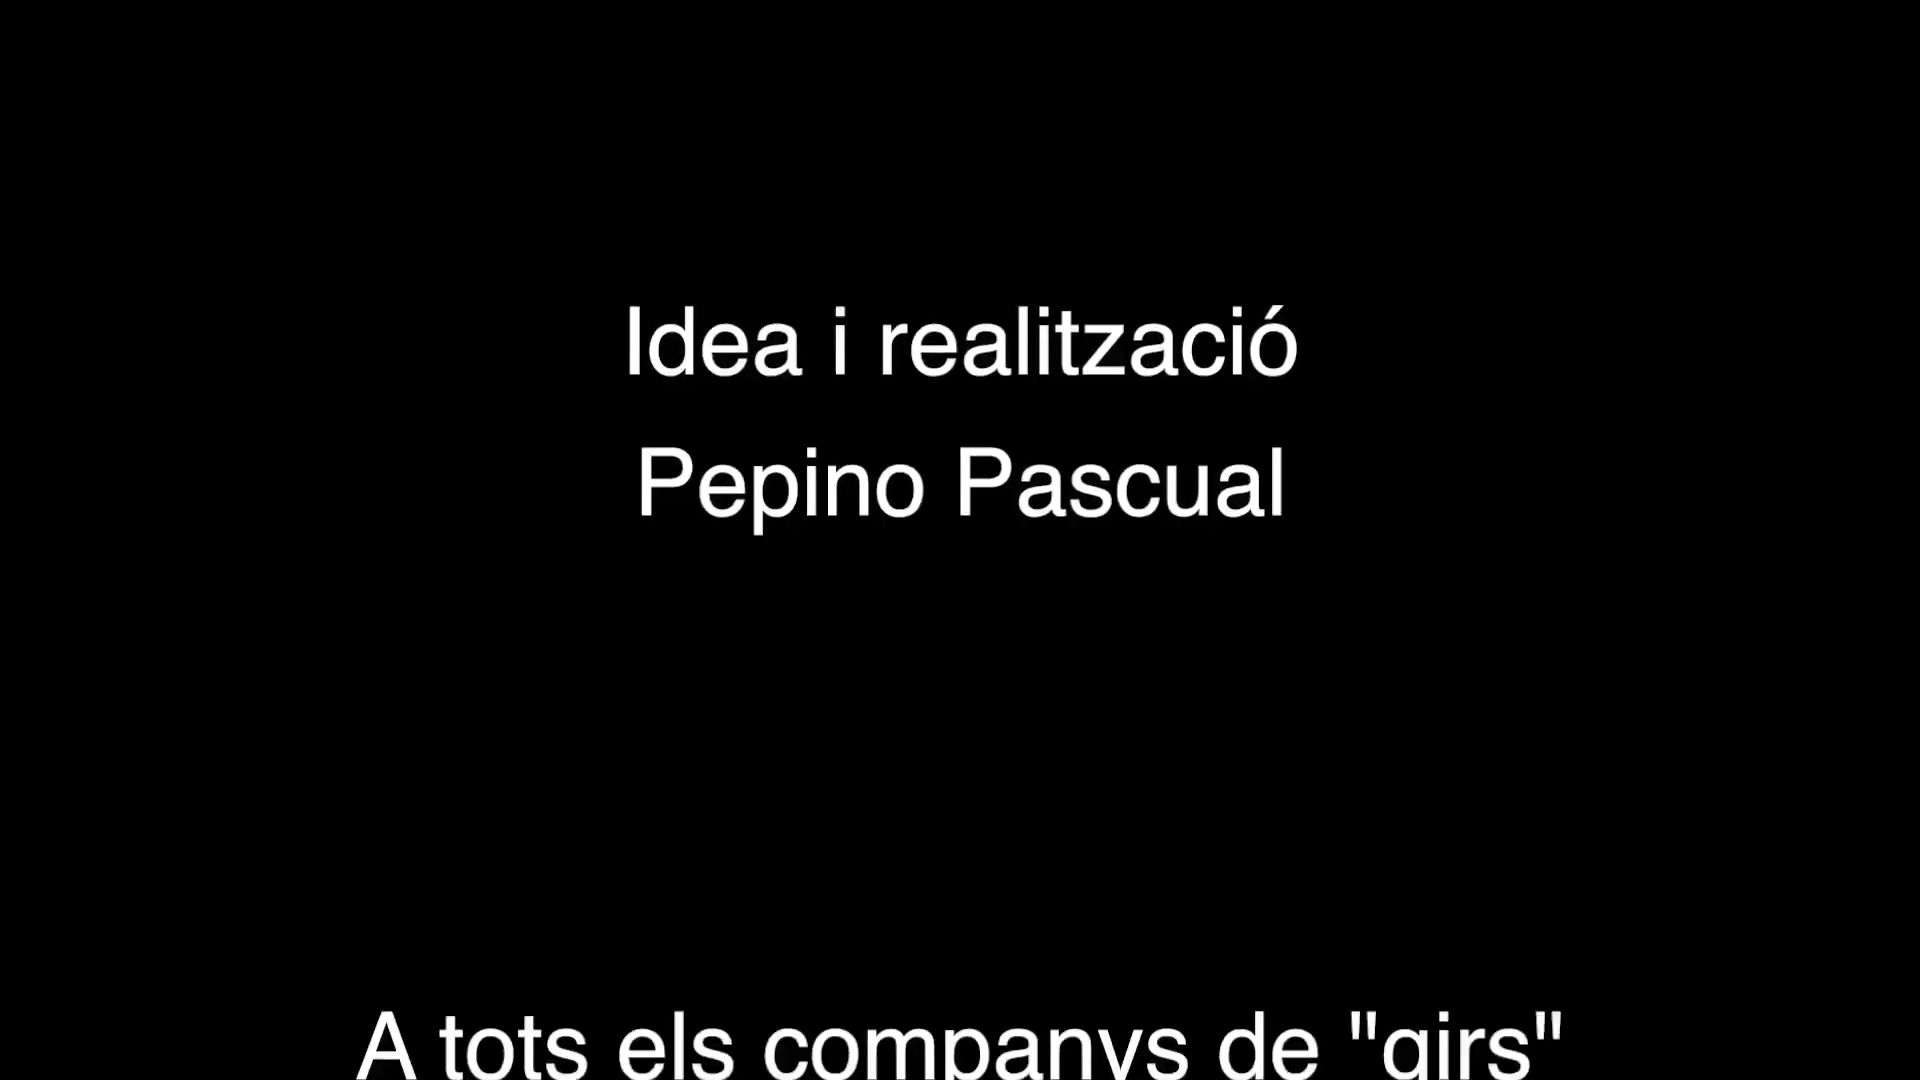 Idea i realització
Pepino Pascual
A tots els companys de "girs"